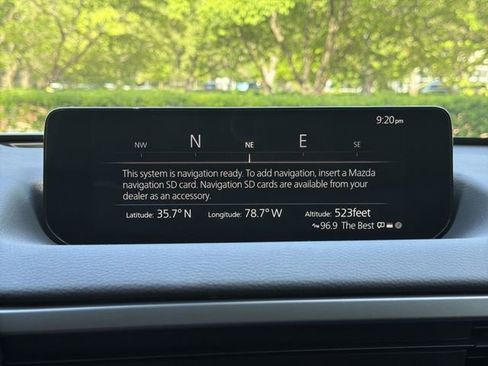 9:20pm
NW N NE E SE
This system is navigation ready. To add navigation, insert a Mazda
navigation SD card. Navigation SD cards are available from your
dealer as an accessory.
Latitude: 35.7° N Longitude: 78.7° W Altitude: 523feet
96.9 The Best